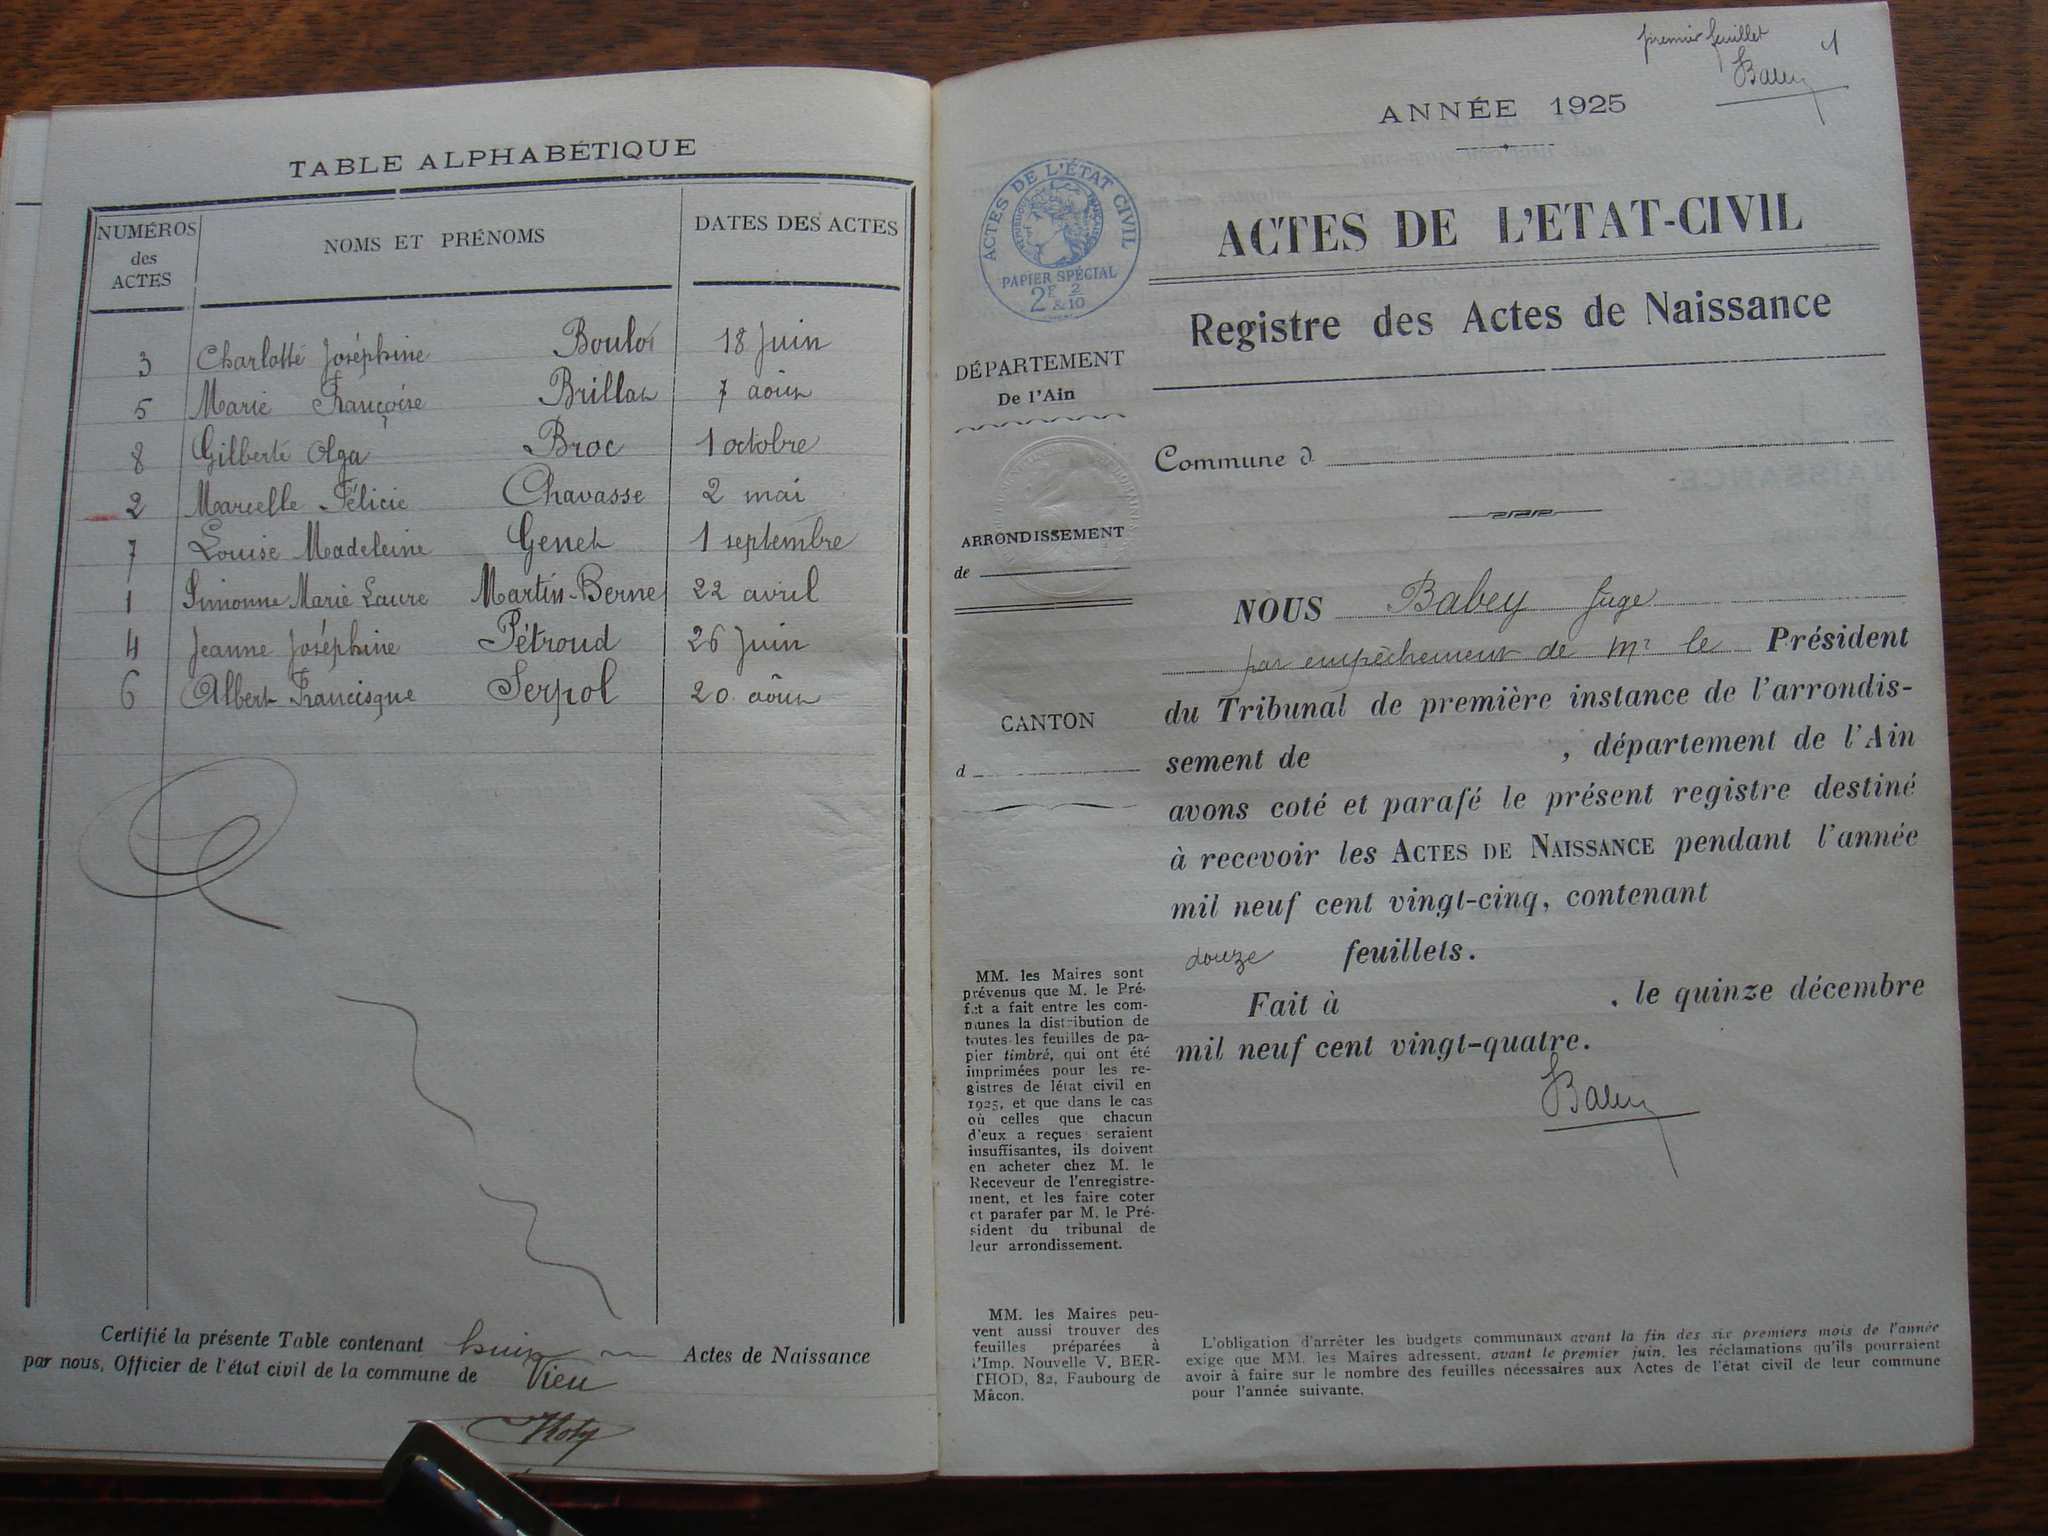 TABLE ALPHABÉTIQUE
NUMÉROS des ACTES
NOMS ET PRÉNOMS
DATES DES ACTES
3 Charlotte Joséphine Boulos 18 Juin
5 Marie Françoise Brillat 7 août
8 Gilberte Olga Broc 1 octobre
2 Marcelle Félicie Chavasse 2 mai
7 Louise Madeleine Genet 1 septembre
1 Simonne Marie Laure Martin-Berne 22 avril
4 Jeanne Joséphine Pétroud 26 Juin
6 Albert Francisque Serpol 20 août
Certifié la présente Table contenant huit Actes de Naissance
par nous, Officier de l'état civil de la commune de Vieu
premier feuillet 1
Babey
ANNÉE 1925
ACTES DE L'ÉTAT CIVIL
RÉPUBLIQUE FRANÇAISE
PAPIER SPÉCIAL
2F & 2/10
ACTES DE L'ETAT-CIVIL
Registre des Actes de Naissance
DÉPARTEMENT
De l'Ain
Commune d
ARRONDISSEMENT
de
CANTON
d
NOUS Babey Juge
par empêchement de Mr le Président
du Tribunal de première instance de l'arrondis-
sement de , département de l'Ain
avons coté et parafé le présent registre destiné
à recevoir les ACTES DE NAISSANCE pendant l'année
mil neuf cent vingt-cinq, contenant
douze feuillets.
Fait à , le quinze décembre
mil neuf cent vingt-quatre.
Babey
MM. les Maires sont
prévenus que M. le Pré-
fet a fait entre les com-
munes la distribution de
toutes les feuilles de pa-
pier timbré, qui ont été
imprimées pour les re-
gistres de létat civil en
1925, et que dans le cas
où celles que chacun
d'eux a reçues seraient
insuffisantes, ils doivent
en acheter chez M. le
Receveur de l'enregistre-
ment, et les faire coter
et parafer par M. le Pré-
sident du tribunal de
leur arrondissement.
MM. les Maires peu-
vent aussi trouver des
feuilles préparées à
l'Imp. Nouvelle V. BER-
THOD, 82, Faubourg de
Mâcon.
L'obligation d'arrêter les budgets communaux avant la fin des six premiers mois de l'année
exige que MM. les Maires adressent, avant le premier juin, les réclamations qu'ils pourraient
avoir à faire sur le nombre des feuilles nécessaires aux Actes de l'état civil de leur commune
pour l'année suivante.